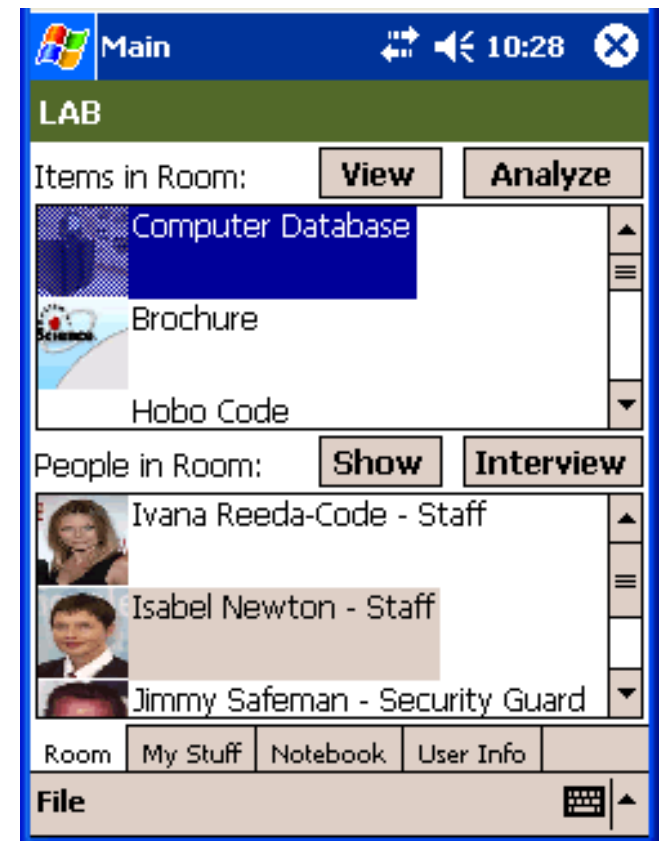 Main 10:28
LAB
Items in Room: View Analyze
Computer Database
SCIENCE
Brochure
Hobo Code
People in Room: Show Interview
Ivana Reeda-Code - Staff
Isabel Newton - Staff
Jimmy Safeman - Security Guard
Room My Stuff Notebook User Info
File